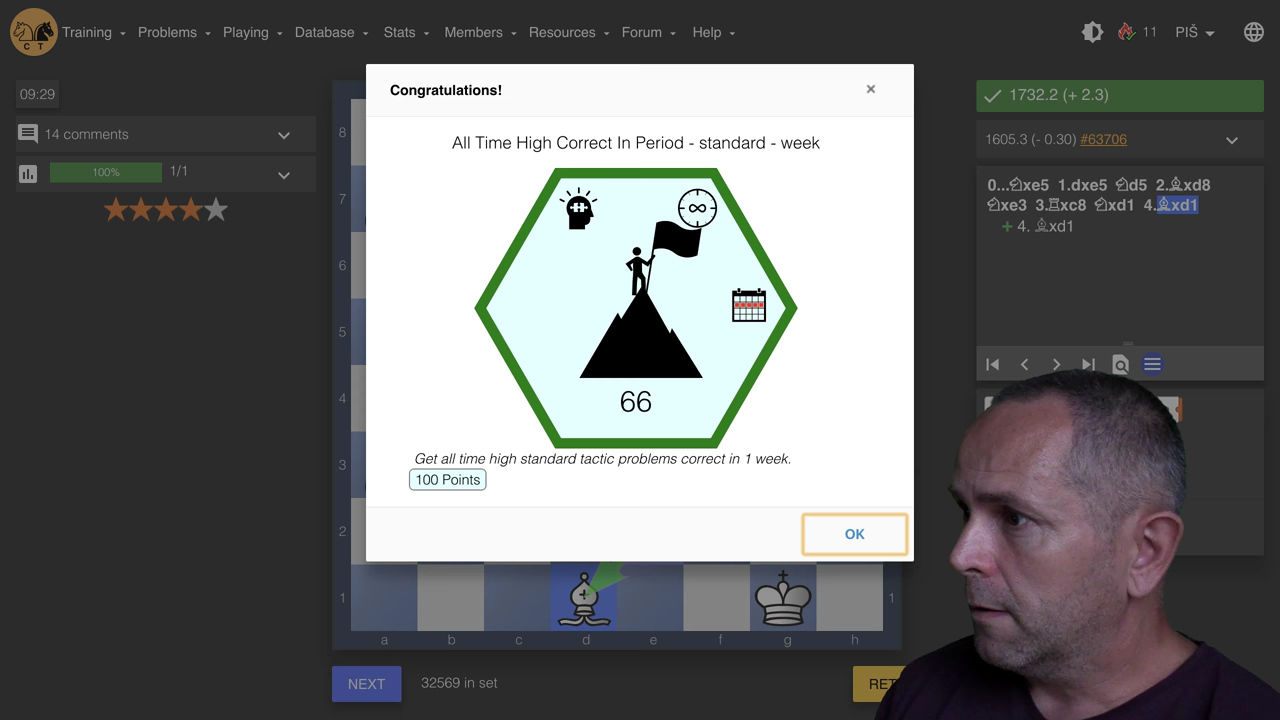 C T
Training
Problems
Playing
Database
Stats
Members
Resources
Forum
Help
11
PIŠ
09:29
14 comments
100%
1/1
Congratulations!
×
All Time High Correct In Period - standard - week
66
Get all time high standard tactic problems correct in 1 week.
100 Points
OK
1732.2 (+ 2.3)
1605.3 (- 0.30) #63706
0...♘xe5 1.dxe5 ♘d5 2.♗xd8
♘xe3 3.♖xc8 ♘xd1 4.♗xd1
+ 4. ♗xd1
8
7
6
5
4
3
2
1
1
a b c d e f g h
NEXT
32569 in set
RET